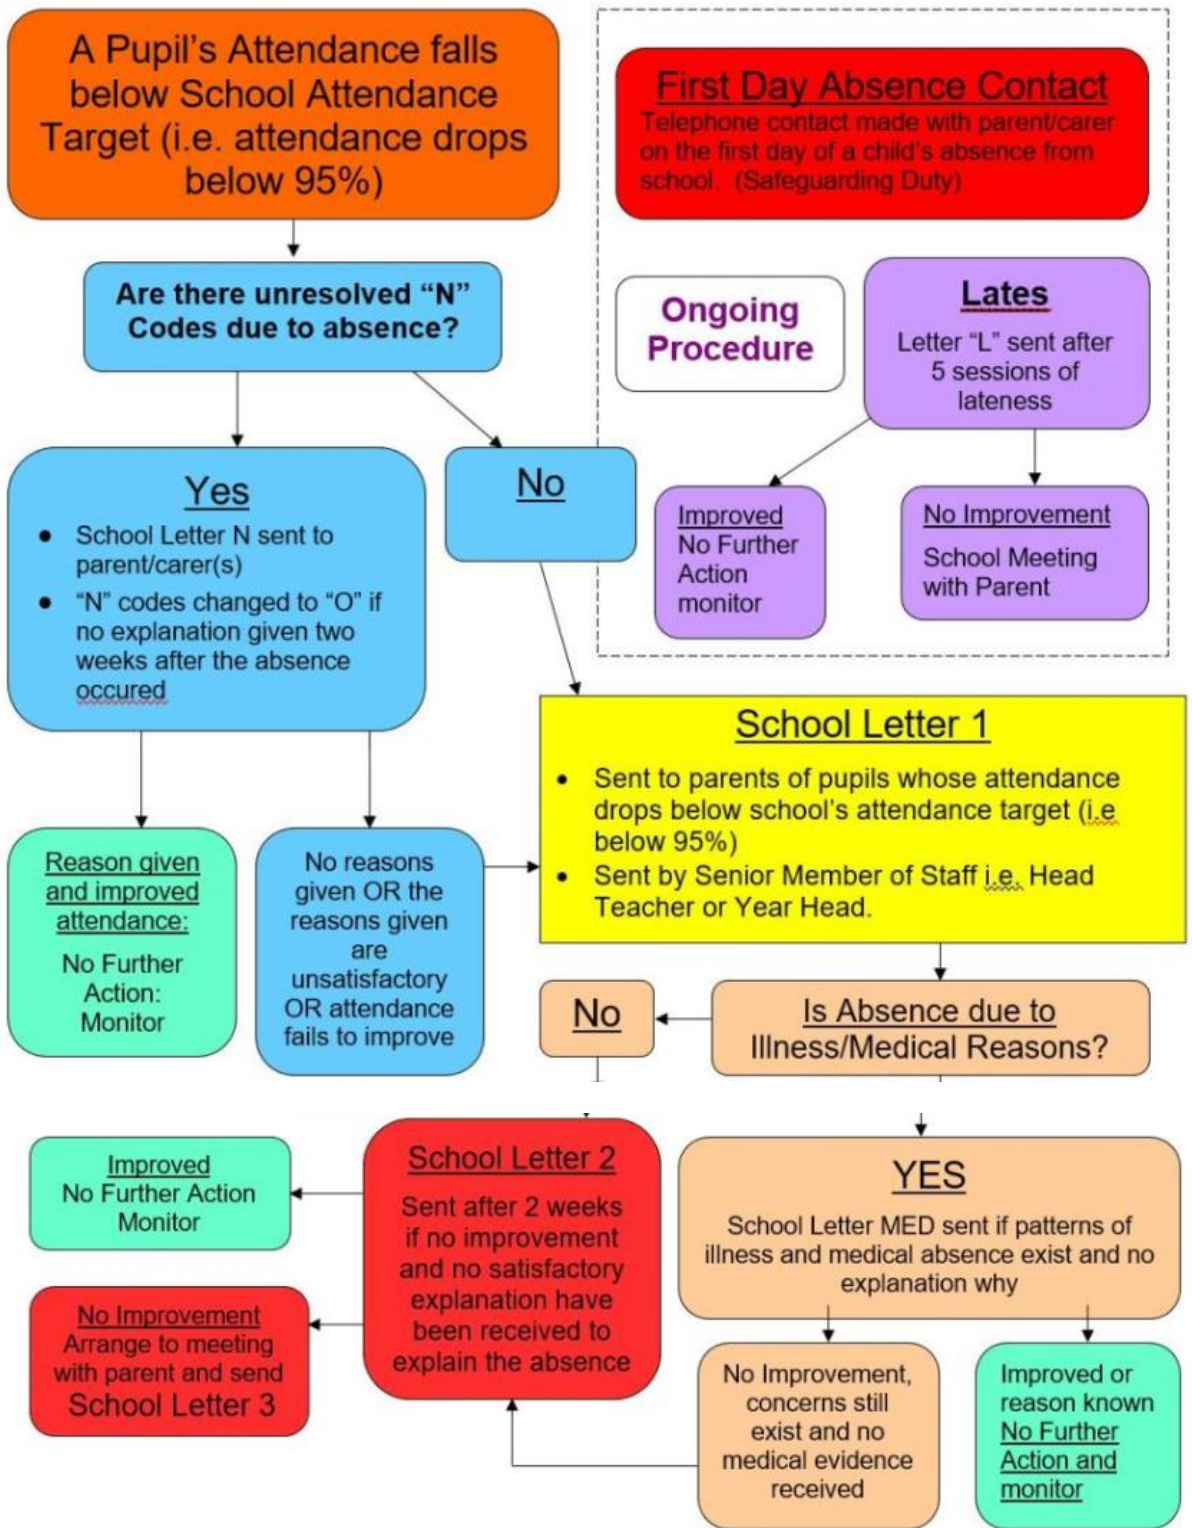 A Pupil's Attendance falls
below School Attendance
Target (i.e. attendance drops
below 95%)
First Day Absence Contact
Telephone contact made with parent/carer
on the first day of a child's absence from
school.  (Safeguarding Duty)
Are there unresolved “N”
Codes due to absence?
Ongoing
Procedure
Lates
Letter “L” sent after
5 sessions of
lateness
Yes
● School Letter N sent to
parent/carer(s)
● “N” codes changed to “O” if
no explanation given two
weeks after the absence
occured
No
Improved
No Further
Action
monitor
No Improvement
School Meeting
with Parent
School Letter 1
● Sent to parents of pupils whose attendance
drops below school's attendance target (i.e
below 95%)
● Sent by Senior Member of Staff i.e. Head
Teacher or Year Head.
Reason given
and improved
attendance:
No Further
Action:
Monitor
No reasons
given OR the
reasons given
are
unsatisfactory
OR attendance
fails to improve
No
Is Absence due to
Illness/Medical Reasons?
Improved
No Further Action
Monitor
School Letter 2
Sent after 2 weeks
if no improvement
and no satisfactory
explanation have
been received to
explain the absence
YES
School Letter MED sent if patterns of
illness and medical absence exist and no
explanation why
No Improvement
Arrange to meeting
with parent and send
School Letter 3
No Improvement,
concerns still
exist and no
medical evidence
received
Improved or
reason known
No Further
Action and
monitor